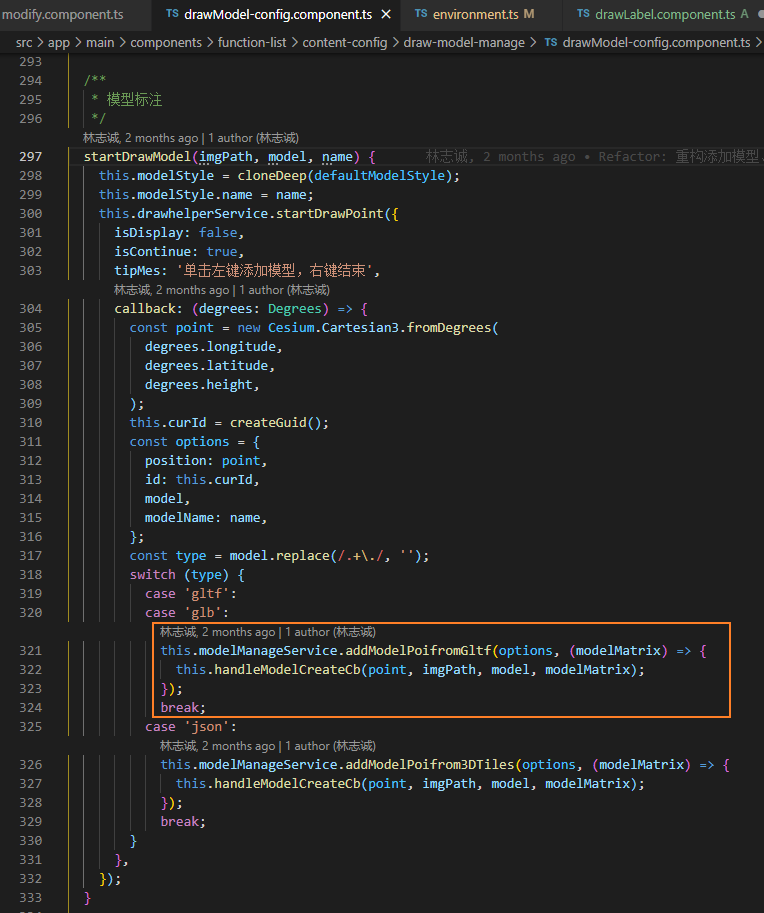 modify.component.ts TS drawModel-config.component.ts × TS environment.ts M TS drawLabel.component.ts A
src > app > main > components > function-list > content-config > draw-model-manage > TS drawModel-config.component.ts >
293
294 /**
295 * 模型标注
296 */
林志诚, 2 months ago | 1 author (林志诚)
297 startDrawModel(imgPath, model, name) { 林志诚, 2 months ago • Refactor: 重构添加模型
298 this.modelStyle = cloneDeep(defaultModelStyle);
299 this.modelStyle.name = name;
300 this.drawhelperService.startDrawPoint({
301 isDisplay: false,
302 isContinue: true,
303 tipMes: '单击左键添加模型，右键结束',
林志诚, 2 months ago | 1 author (林志诚)
304 callback: (degrees: Degrees) => {
305 const point = new Cesium.Cartesian3.fromDegrees(
306 degrees.longitude,
307 degrees.latitude,
308 degrees.height,
309 );
310 this.curId = createGuid();
311 const options = {
312 position: point,
313 id: this.curId,
314 model,
315 modelName: name,
316 };
317 const type = model.replace(/.+\./, '');
318 switch (type) {
319 case 'gltf':
320 case 'glb':
林志诚, 2 months ago | 1 author (林志诚)
321 this.modelManageService.addModelPoifromGltf(options, (modelMatrix) => {
322 this.handleModelCreateCb(point, imgPath, model, modelMatrix);
323 });
324 break;
325 case 'json':
林志诚, 2 months ago | 1 author (林志诚)
326 this.modelManageService.addModelPoifrom3DTiles(options, (modelMatrix) => {
327 this.handleModelCreateCb(point, imgPath, model, modelMatrix);
328 });
329 break;
330 }
331 },
332 });
333 }